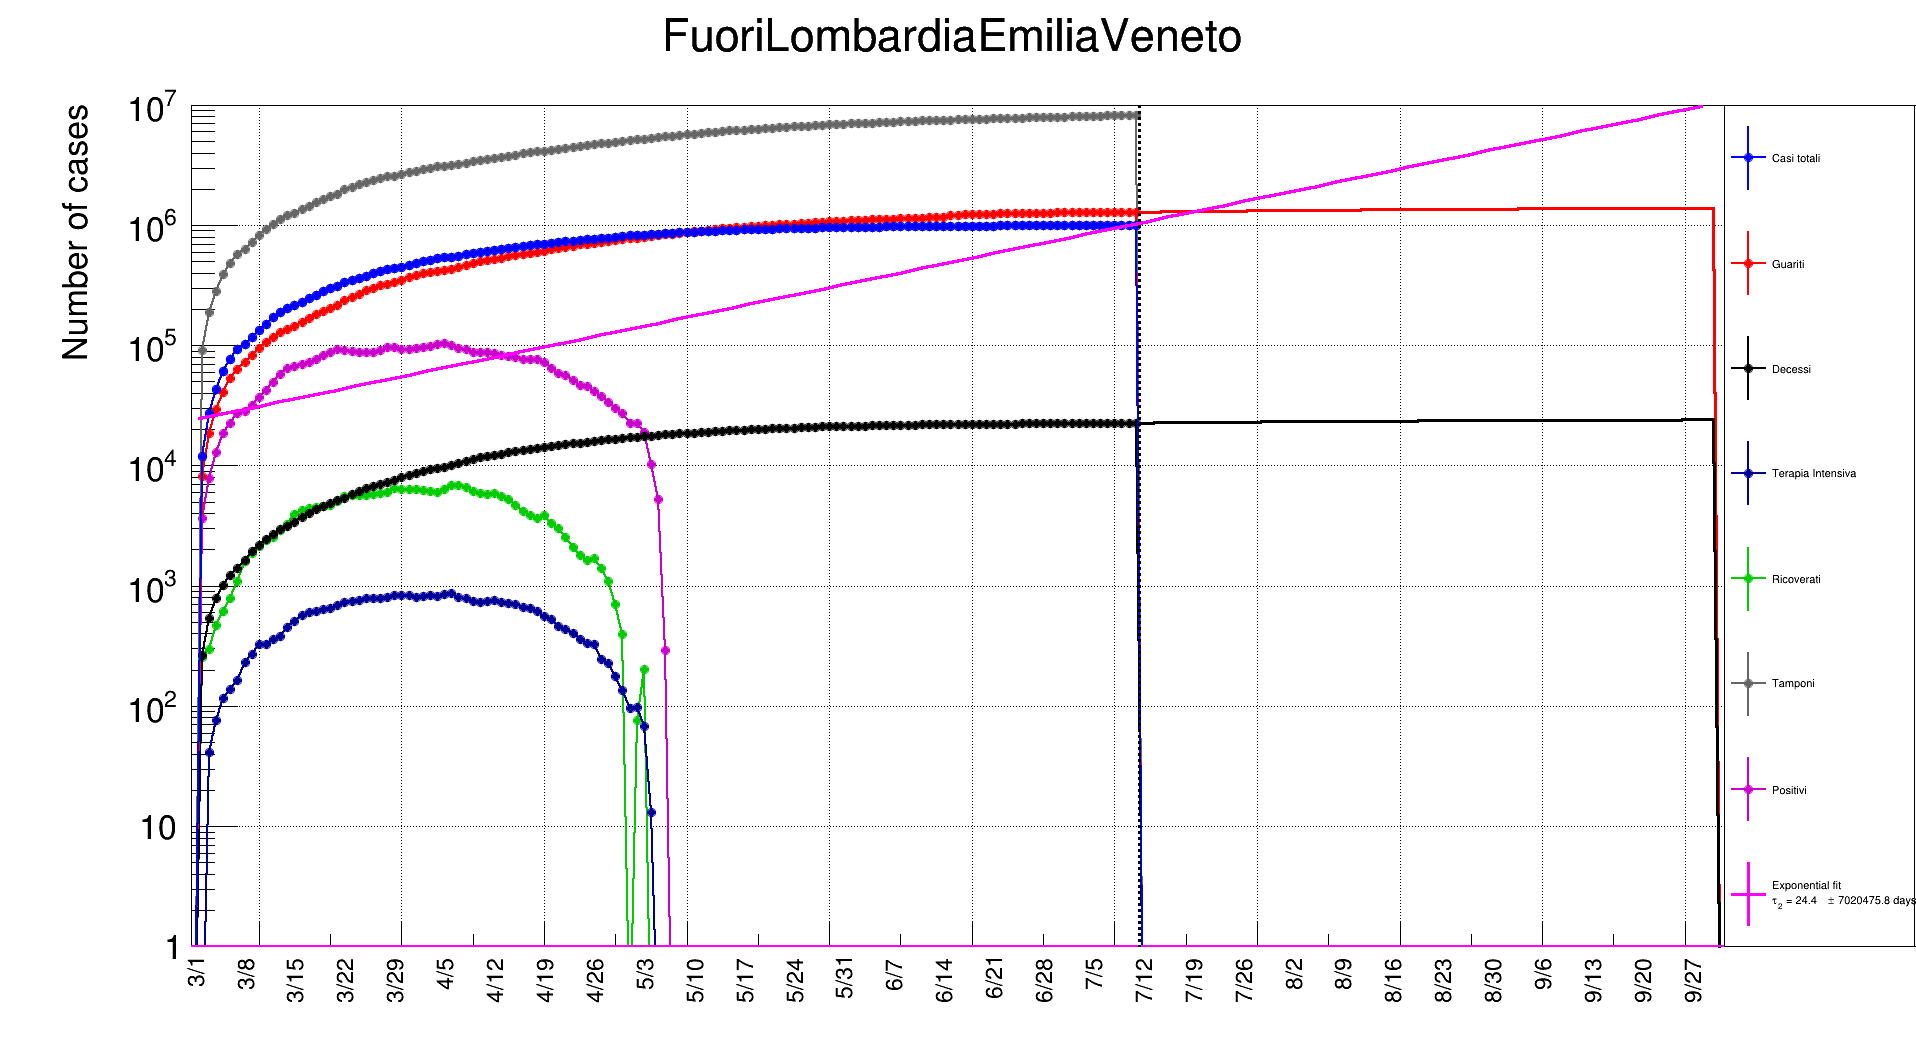 FuoriLombardiaEmiliaVeneto
Number of cases
10^7
10^6
10^5
10^4
10^3
10^2
10
1
3/1 3/8 3/15 3/22 3/29 4/5 4/12 4/19 4/26 5/3 5/10 5/17 5/24 5/31 6/7 6/14 6/21 6/28 7/5 7/12 7/19 7/26 8/2 8/9 8/16 8/23 8/30 9/6 9/13 9/20 9/27
Casi totali
Guariti
Decessi
Terapia Intensiva
Ricoverati
Tamponi
Positivi
Exponential fit
τ_2 = 24.4 ± 7020475.8 days